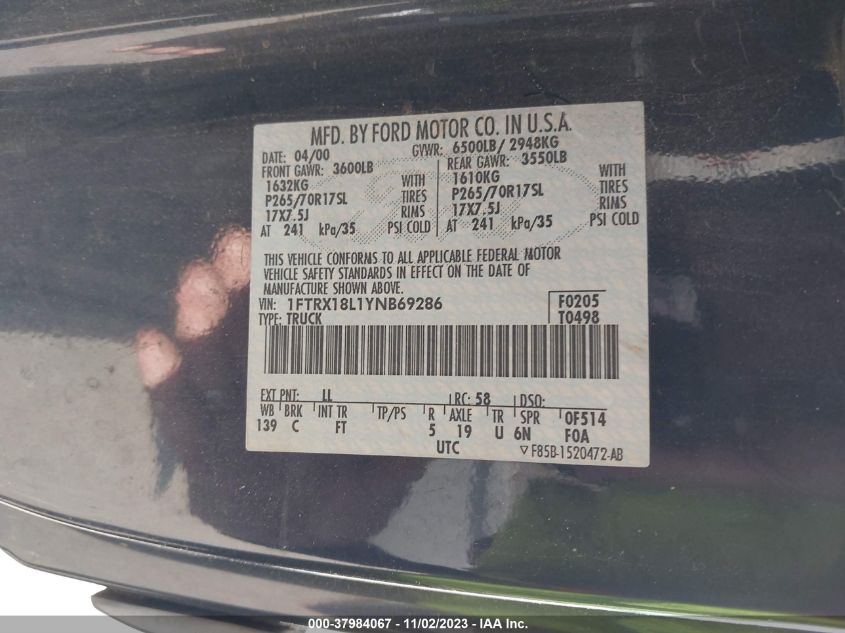 MFD. BY FORD MOTOR CO. IN U.S.A.
DATE: 04/00 GVWR: 6500LB/ 2948KG
FRONT GAWR: 3600LB REAR GAWR: 3550LB
1632KG WITH 1610KG WITH
P265/70R17SL TIRES P265/70R17SL TIRES
17X7.5J RIMS 17X7.5J RIMS
AT 241 kPa/35 PSI COLD AT 241 kPa/35 PSI COLD
THIS VEHICLE CONFORMS TO ALL APPLICABLE FEDERAL MOTOR
VEHICLE SAFETY STANDARDS IN EFFECT ON THE DATE OF
MANUFACTURE SHOWN ABOVE.
VIN: 1FTRX18L1YNB69286 F0205
TYPE: TRUCK T0498
EXT PNT: LL RC: 58 DSO:
WB BRK INT TR TP/PS R AXLE TR SPR 0F514
139 C FT 5 19 U 6N F0A
UTC ▽ F85B-1520472-AB
000-37984067 - 11/02/2023 - IAA Inc.